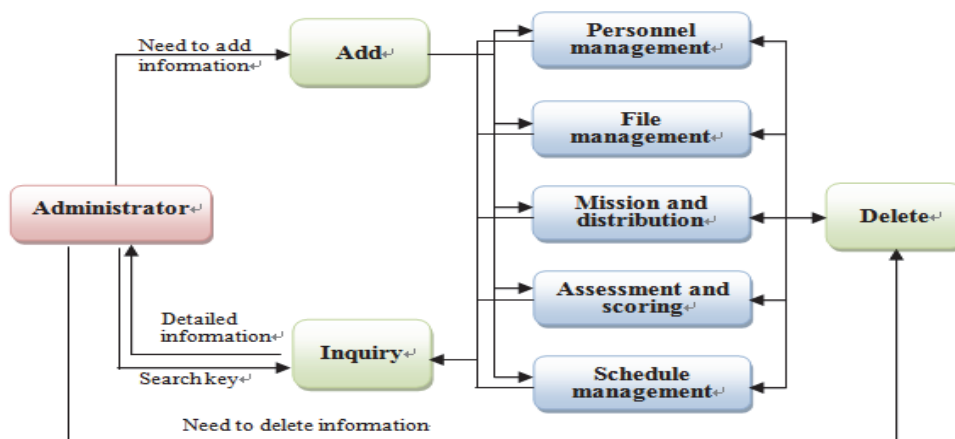 Need to add
information
Add
Personnel
management
File
management
Administrator
Mission and
distribution
Delete
Assessment and
scoring
Detailed
information
Inquiry
Search key
Schedule
management
Need to delete information